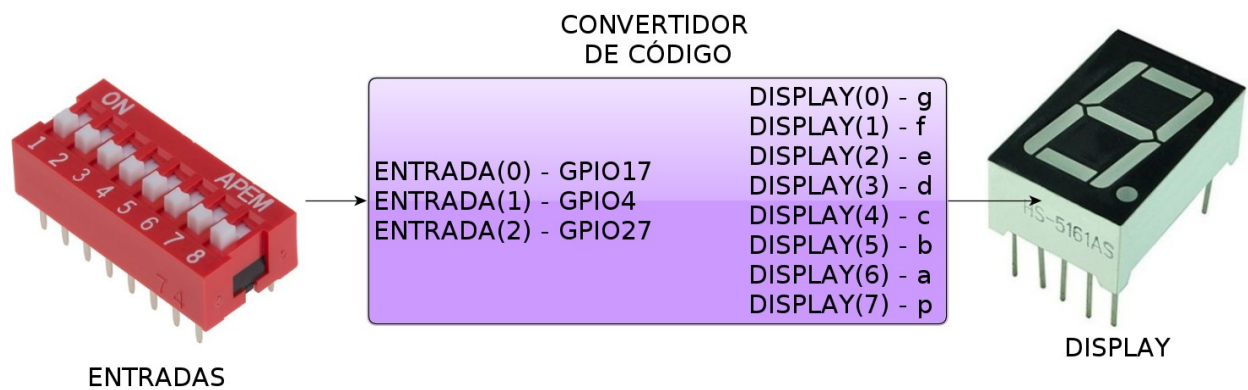 CONVERTIDOR
DE CÓDIGO
ON
1 2 3 4 5 6 7 8
APEM
74
ENTRADAS
ENTRADA(0) - GPIO17
ENTRADA(1) - GPIO4
ENTRADA(2) - GPIO27
DISPLAY(0) - g
DISPLAY(1) - f
DISPLAY(2) - e
DISPLAY(3) - d
DISPLAY(4) - c
DISPLAY(5) - b
DISPLAY(6) - a
DISPLAY(7) - p
HS-5161AS
DISPLAY